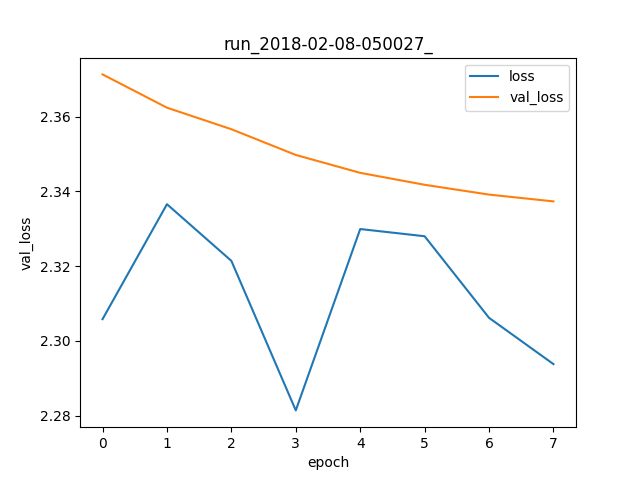 run_2018-02-08-050027_
loss
val_loss
2.36
2.34
2.32
2.30
2.28
val_loss
0 1 2 3 4 5 6 7
epoch